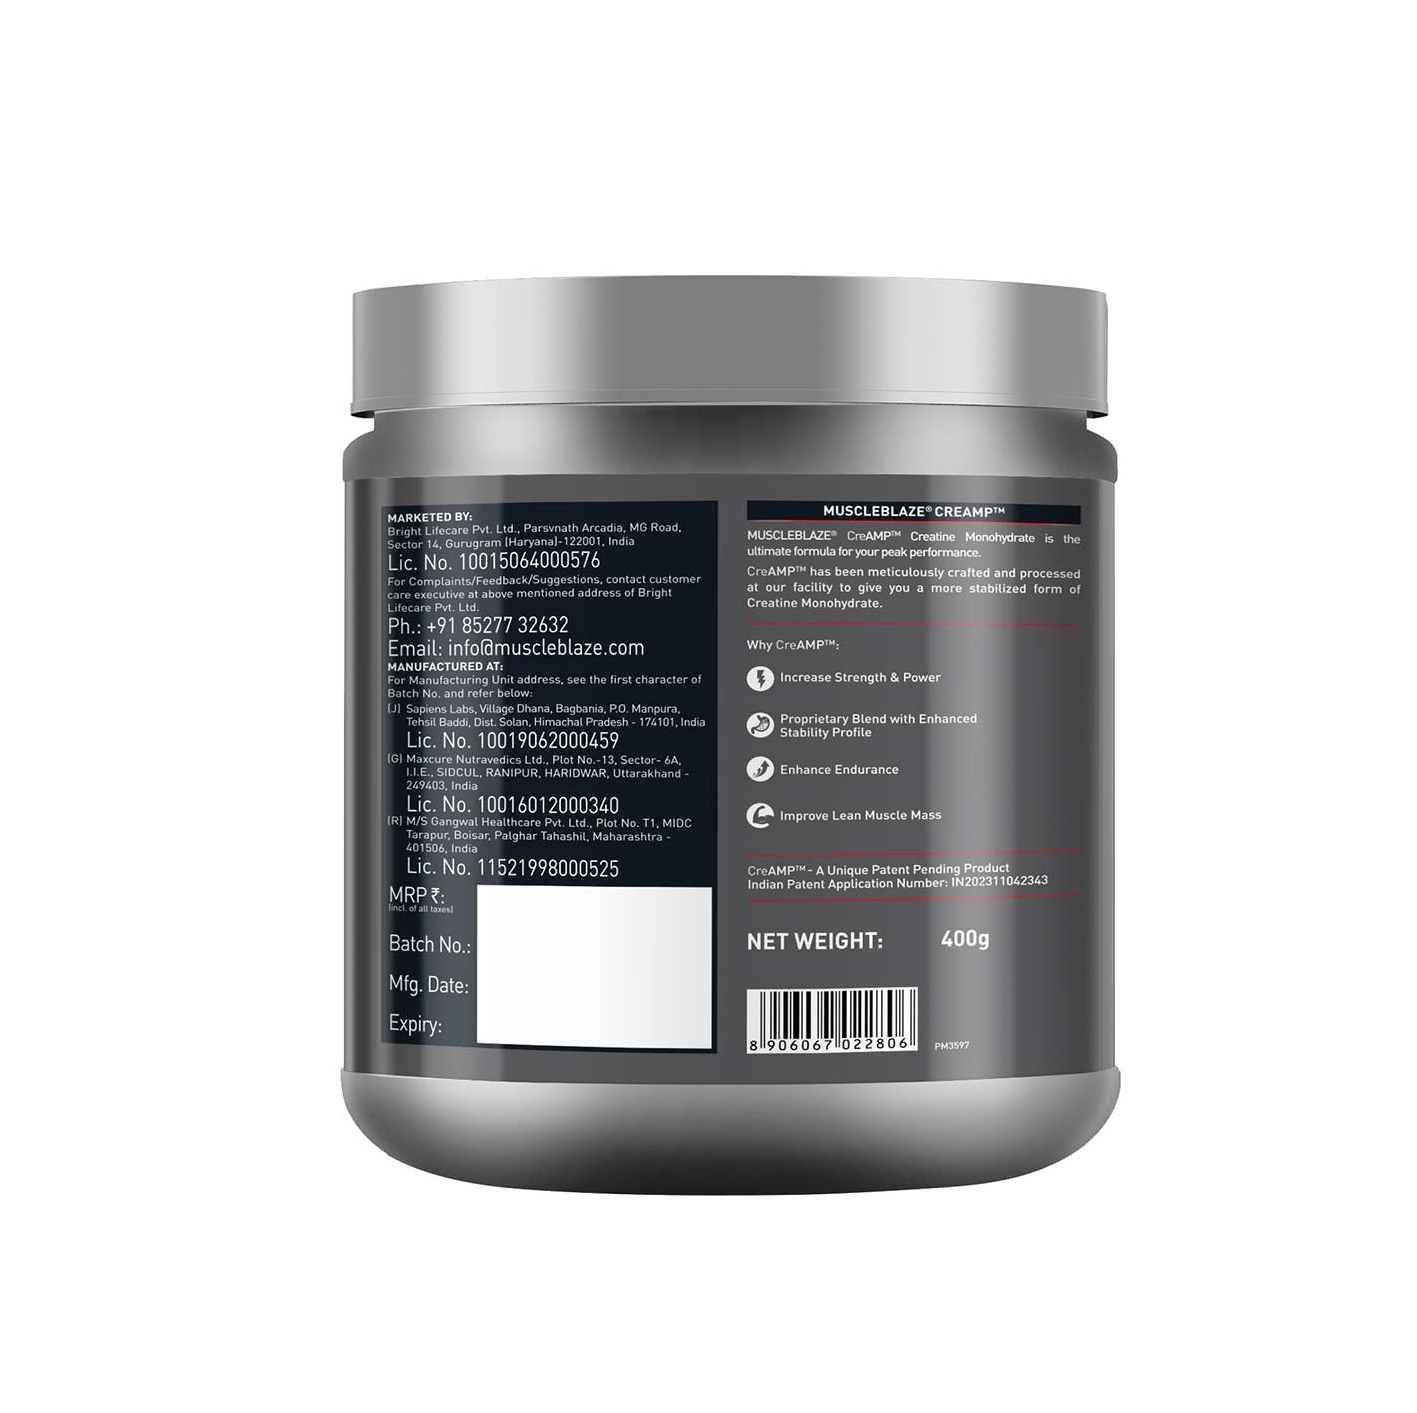 MARKETED BY:
Bright Lifecare Pvt. Ltd., Parsvnath Arcadia, MG Road,
Sector 14, Gurugram (Haryana)-122001, India
Lic. No. 10015064000576
For Complaints/Feedback/Suggestions, contact customer
care executive at above mentioned address of Bright
Lifecare Pvt. Ltd.
Ph.: +91 85277 32632
Email: info@muscleblaze.com
MANUFACTURED AT:
For Manufacturing Unit address, see the first character of
Batch No. and refer below:
(J) Sapiens Labs, Village Dhana, Bagbania, P.O. Manpura,
Tehsil Baddi, Dist. Solan, Himachal Pradesh - 174101, India
Lic. No. 10019062000459
(G) Maxcure Nutravedics Ltd., Plot No.-13, Sector- 6A,
I.I.E., SIDCUL, RANIPUR, HARIDWAR, Uttarakhand -
249403, India
Lic. No. 10016012000340
(R) M/S Gangwal Healthcare Pvt. Ltd., Plot No. T1, MIDC
Tarapur, Boisar, Palghar Tahashil, Maharashtra -
401506, India
Lic. No. 11521998000525
MRP ₹:
(incl. of all taxes)
Batch No.:
Mfg. Date:
Expiry:
MUSCLEBLAZE® CREAMP™
MUSCLEBLAZE® CreAMP™ Creatine Monohydrate is the
ultimate formula for your peak performance.
CreAMP™ has been meticulously crafted and processed
at our facility to give you a more stabilized form of
Creatine Monohydrate.
Why CreAMP™:
Increase Strength & Power
Proprietary Blend with Enhanced
Stability Profile
Enhance Endurance
Improve Lean Muscle Mass
CreAMP™- A Unique Patent Pending Product
Indian Patent Application Number: IN202311042343
NET WEIGHT: 400g
8 906067 022806
PM3597